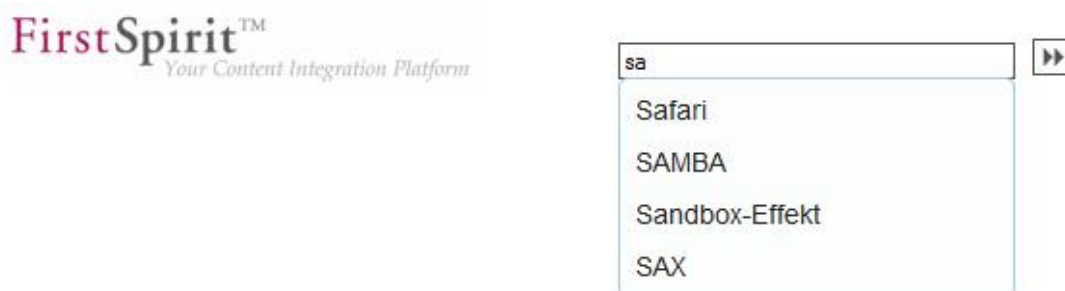 FirstSpirit™
Your Content Integration Platform
sa
Safari
SAMBA
Sandbox-Effekt
SAX